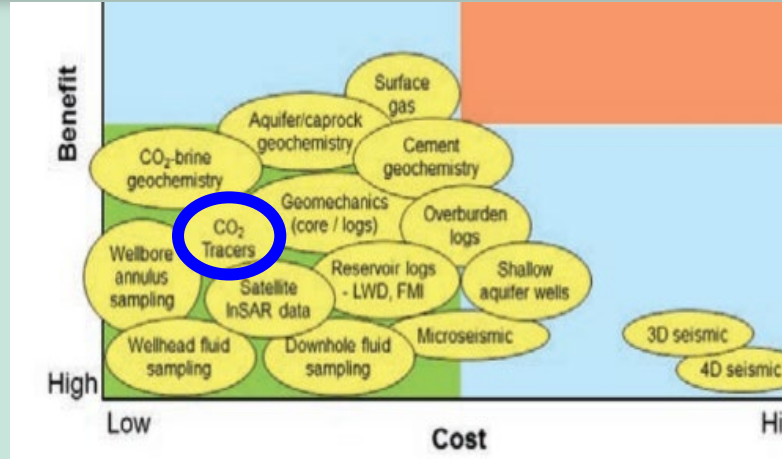 Benefit
Surface
gas
Aquifer/caprock
geochemistry
Cement
geochemistry
CO₂-brine
geochemistry
Geomechanics
(core / logs)
Overburden
logs
CO₂
Tracers
Wellbore
annulus
sampling
Reservoir logs
- LWD, FMI
Shallow
aquifer wells
Satellite
InSAR data
Microseismic
3D seismic
Wellhead fluid
sampling
Downhole fluid
sampling
4D seismic
High
Low
Cost
Hi